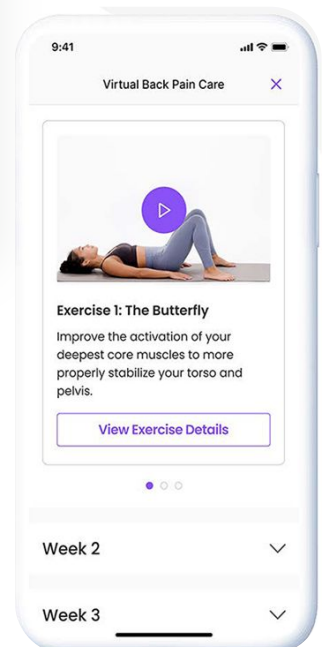 9:41
Virtual Back Pain Care
Exercise 1: The Butterfly
Improve the activation of your
deepest core muscles to more
properly stabilize your torso and
pelvis.
View Exercise Details
Week 2
Week 3